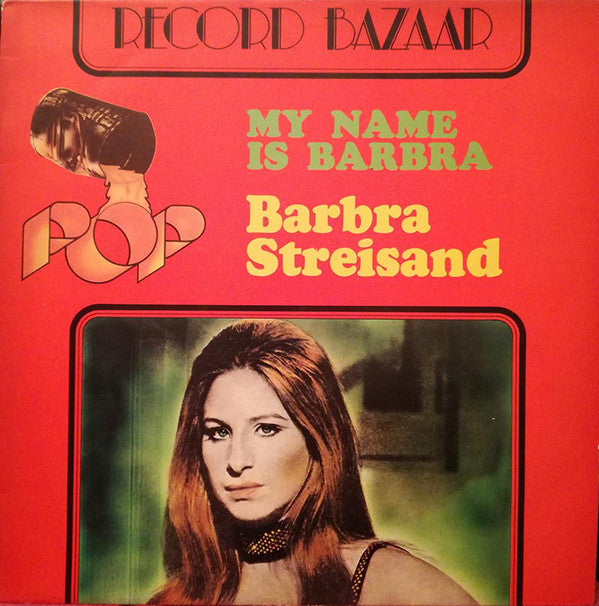 RECORD BAZAAR
MY NAME
IS BARBRA
POP
Barbra
Streisand